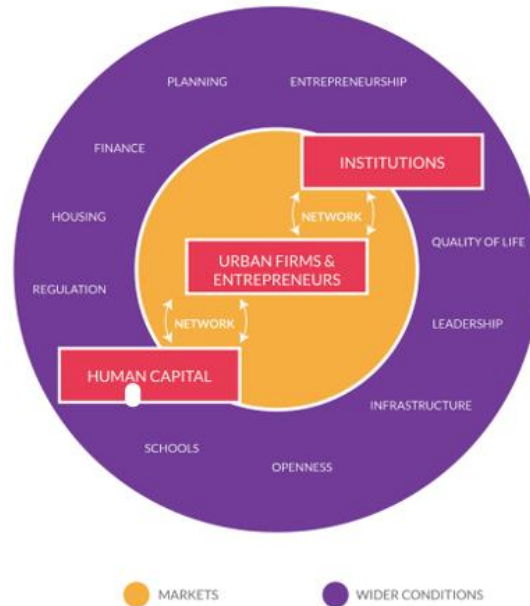 PLANNING
ENTREPRENEURSHIP
FINANCE
INSTITUTIONS
HOUSING
NETWORK
QUALITY OF LIFE
URBAN FIRMS &
ENTREPRENEURS
REGULATION
NETWORK
LEADERSHIP
HUMAN CAPITAL
INFRASTRUCTURE
SCHOOLS
OPENNESS
MARKETS
WIDER CONDITIONS